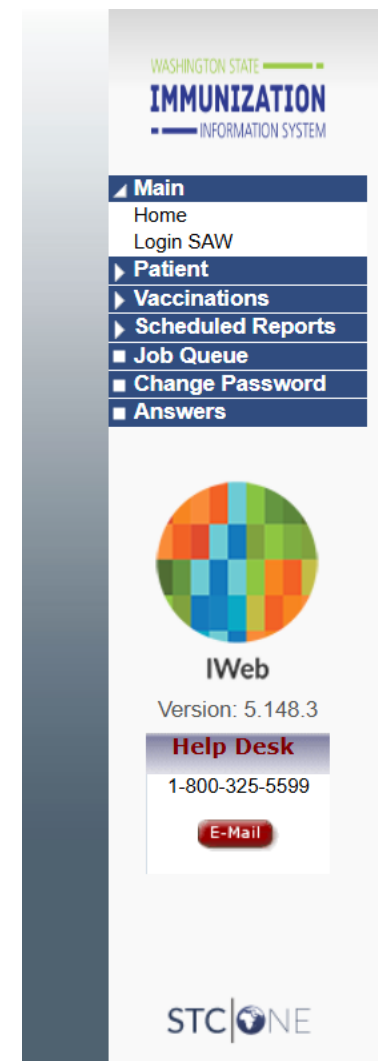 WASHINGTON STATE
IMMUNIZATION
INFORMATION SYSTEM
Main
Home
Login SAW
Patient
Vaccinations
Scheduled Reports
Job Queue
Change Password
Answers
IWeb
Version: 5.148.3
Help Desk
1-800-325-5599
E-Mail
STC|ONE